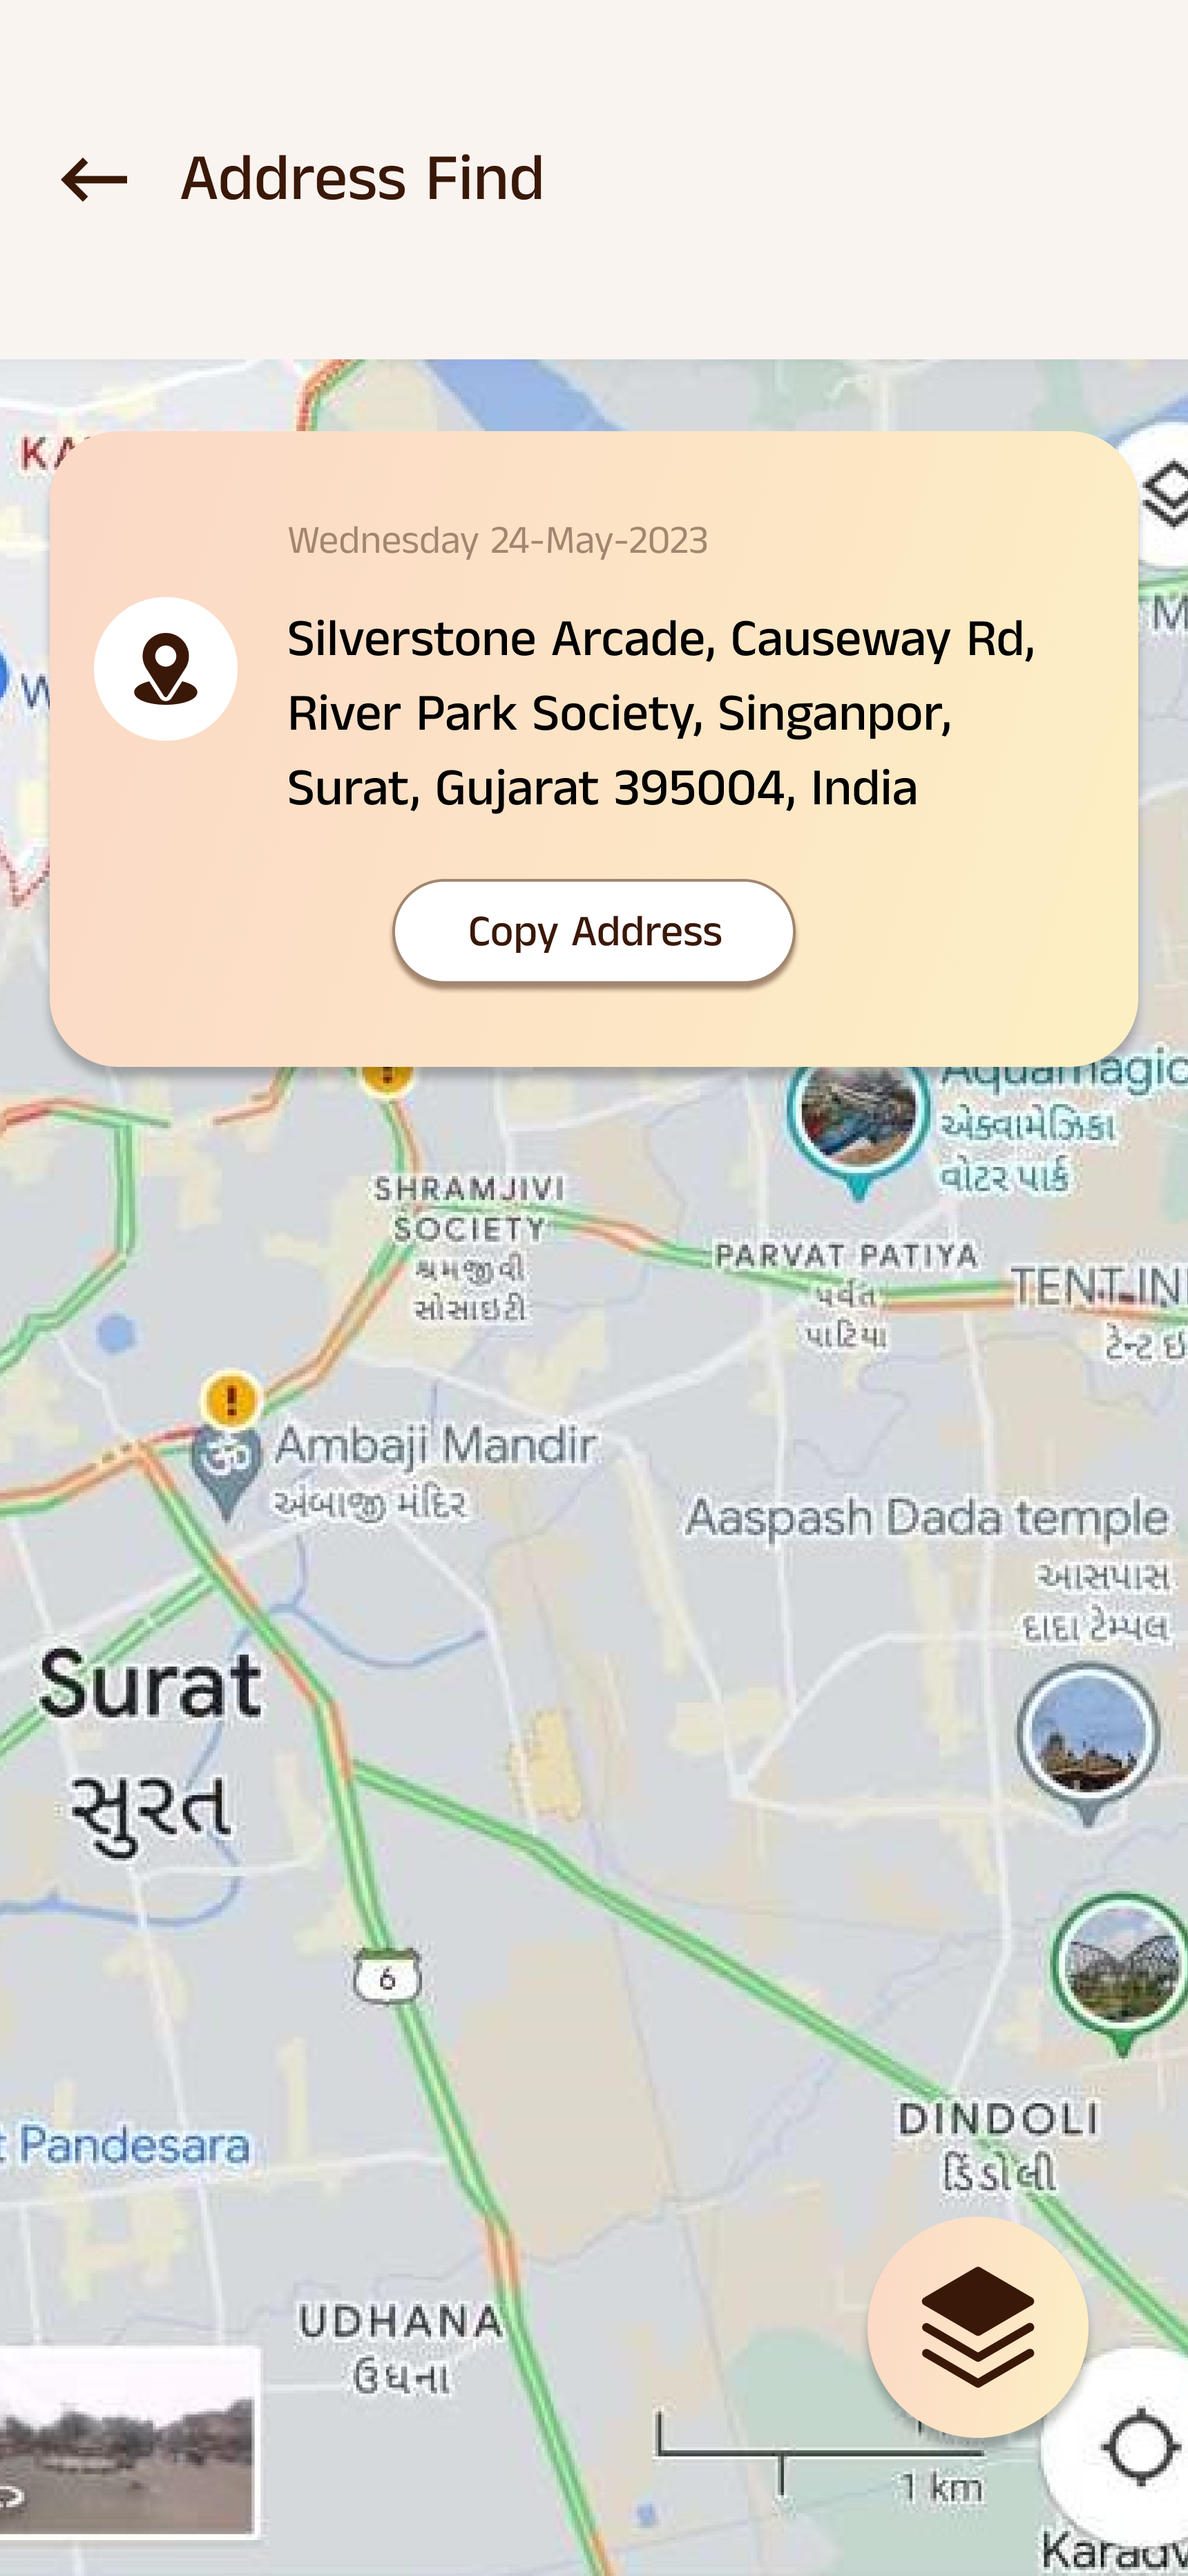 Address Find
Wednesday 24-May-2023
Silverstone Arcade, Causeway Rd,
River Park Society, Singanpor,
Surat, Gujarat 395004, India
Copy Address
Aquamagic
એક્વામેઝિકા
વોટર પાર્ક
SHRAMJIVI
SOCIETY
શ્રમજીવી
સોસાઇટી
PARVAT PATIYA
પર્વત
પાટિયા
TENT IN
ટેન્ટ ઇ
!
Ambaji Mandir
અંબાજી મંદિર
Aaspash Dada temple
આસપાસ
દાદા ટેમ્પલ
Surat
સુરત
6
t Pandesara
DINDOLI
ડિંડોલી
UDHANA
ઉધના
1 km